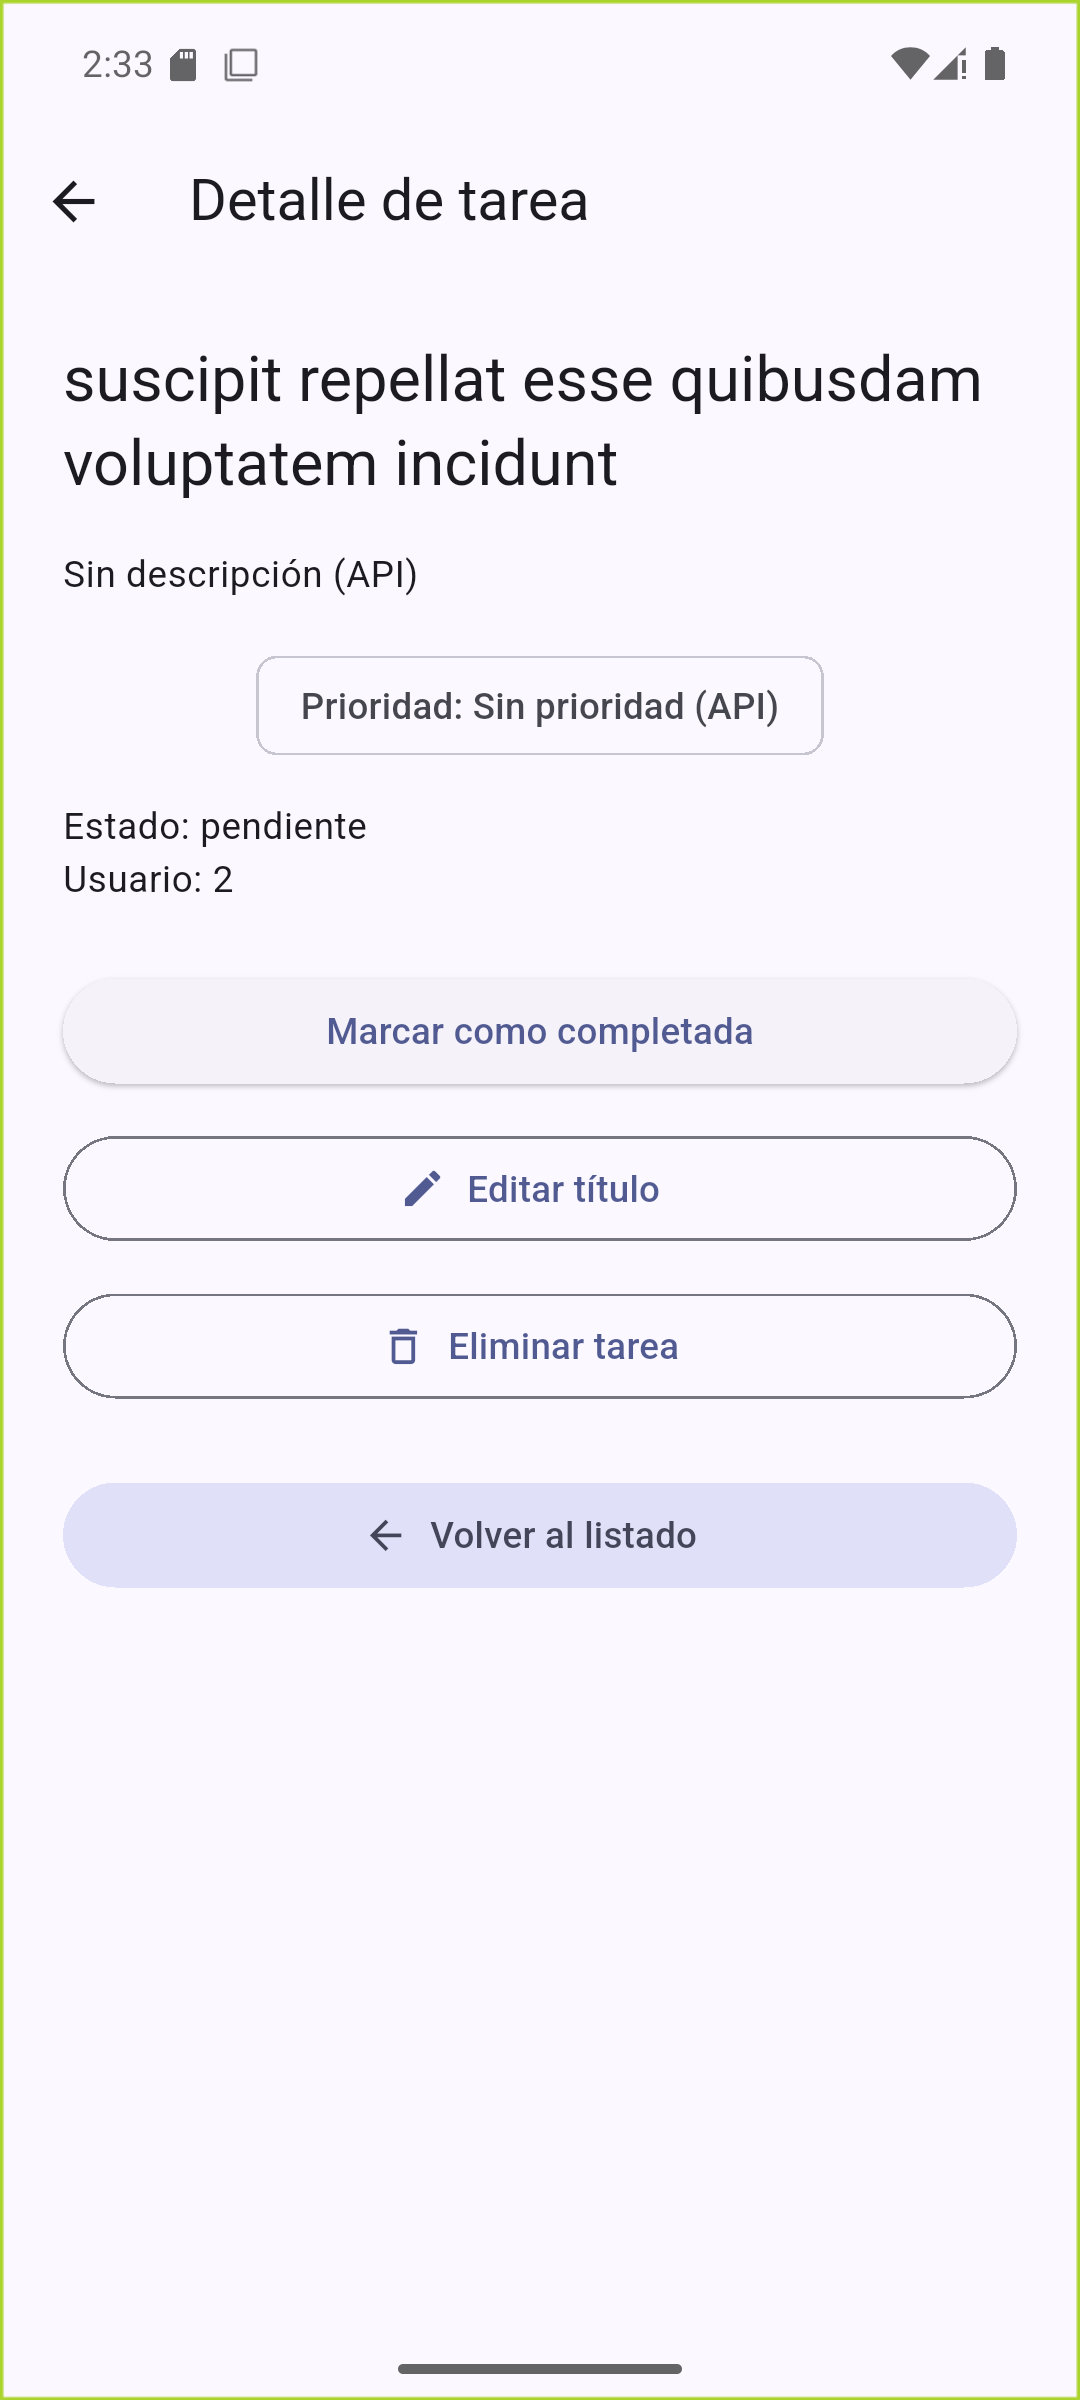 2:33
Detalle de tarea
suscipit repellat esse quibusdam
voluptatem incidunt
Sin descripción (API)
Prioridad: Sin prioridad (API)
Estado: pendiente
Usuario: 2
Marcar como completada
Editar título
Eliminar tarea
Volver al listado